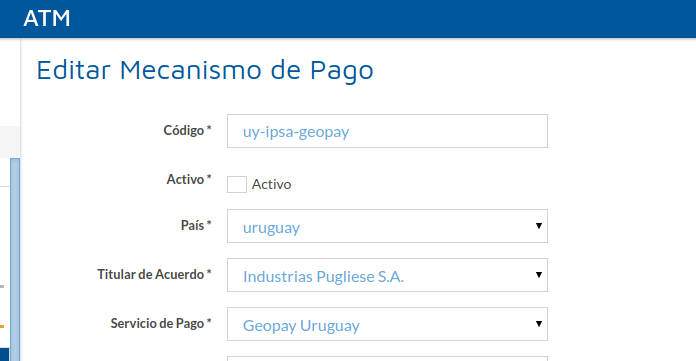 ATM
Editar Mecanismo de Pago
Código * uy-ipsa-geopay
Activo * Activo
País * uruguay
Titular de Acuerdo * Industrias Pugliese S.A.
Servicio de Pago * Geopay Uruguay